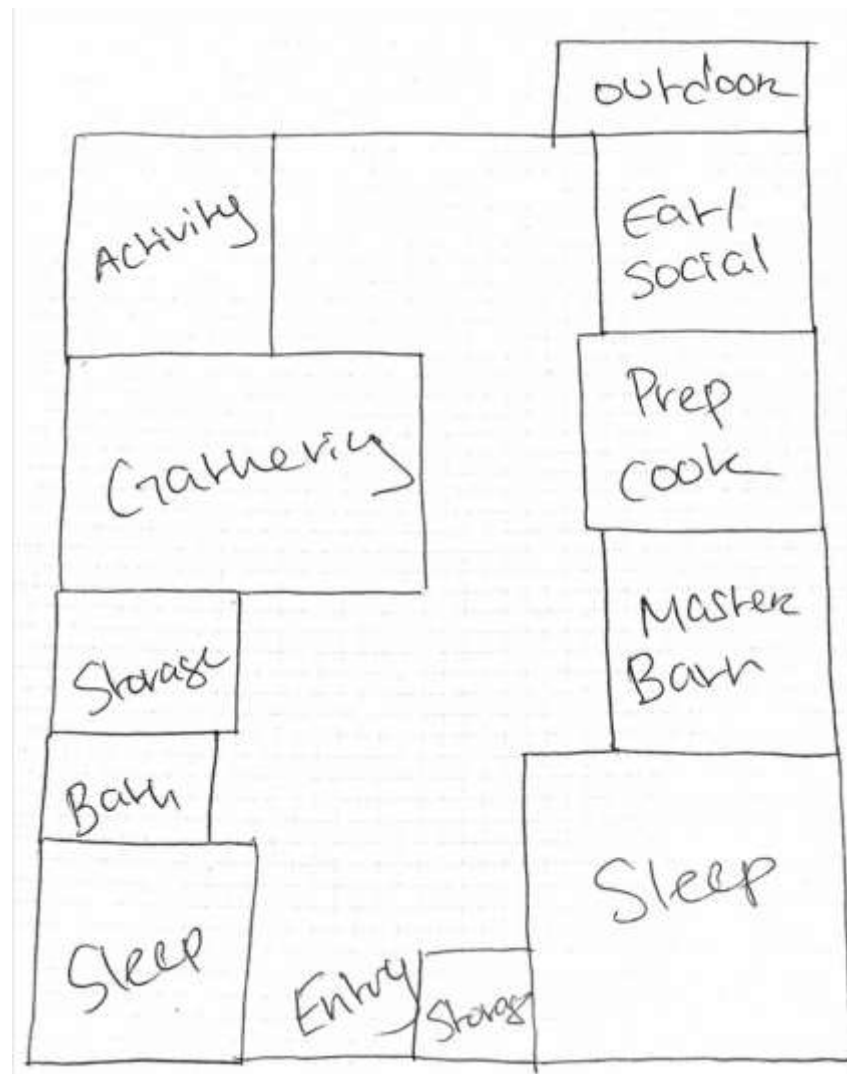 outdoor
Activity
Eat/
Social
Prep
Cook
Gathering
Master
Bath
Storage
Bath
Sleep
Sleep
Entry
Storage